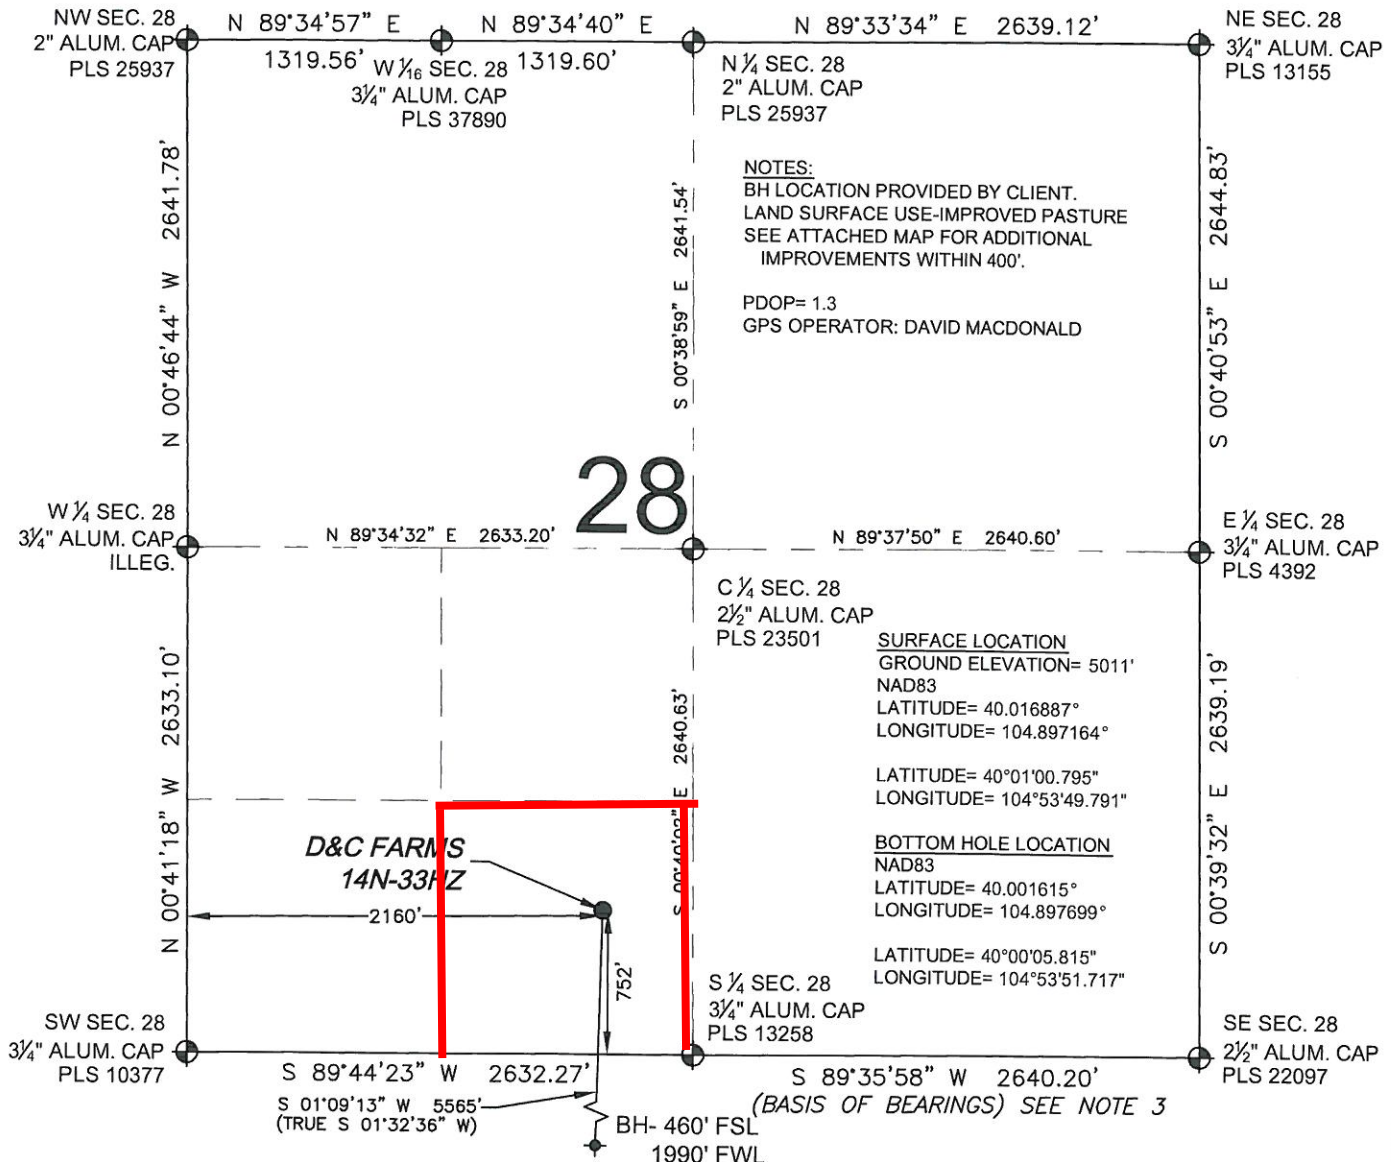 NW SEC. 28
2" ALUM. CAP
PLS 25937
N 89°34'57" E
1319.56'
W 1/16 SEC. 28
3¼" ALUM. CAP
PLS 37890
N 89°34'40" E
1319.60'
N ¼ SEC. 28
2" ALUM. CAP
PLS 25937
N 89°33'34" E 2639.12'
NE SEC. 28
3¼" ALUM. CAP
PLS 13155
N 00°46'44" W 2641.78'
S 00°38'59" E 2641.54'
NOTES:
BH LOCATION PROVIDED BY CLIENT.
LAND SURFACE USE-IMPROVED PASTURE
SEE ATTACHED MAP FOR ADDITIONAL
IMPROVEMENTS WITHIN 400'.
PDOP= 1.3
GPS OPERATOR: DAVID MACDONALD
S 00°40'53" E 2644.83'
28
W ¼ SEC. 28
3¼" ALUM. CAP
ILLEG.
N 89°34'32" E 2633.20'
N 89°37'50" E 2640.60'
E ¼ SEC. 28
3¼" ALUM. CAP
PLS 4392
C ¼ SEC. 28
2½" ALUM. CAP
PLS 23501
SURFACE LOCATION
GROUND ELEVATION= 5011'
NAD83
LATITUDE= 40.016887°
LONGITUDE= 104.897164°
LATITUDE= 40°01'00.795"
LONGITUDE= 104°53'49.791"
BOTTOM HOLE LOCATION
NAD83
LATITUDE= 40.001615°
LONGITUDE= 104.897699°
LATITUDE= 40°00'05.815"
LONGITUDE= 104°53'51.717"
N 00°41'18" W 2633.10'
S 00°40'02" E 2640.63'
S 00°39'32" E 2639.19'
D&C FARMS
14N-33HZ
2160'
752'
S ¼ SEC. 28
3¼" ALUM. CAP
PLS 13258
SW SEC. 28
3¼" ALUM. CAP
PLS 10377
SE SEC. 28
2½" ALUM. CAP
PLS 22097
S 89°44'23" W 2632.27'
S 89°35'58" W 2640.20'
(BASIS OF BEARINGS) SEE NOTE 3
S 01°09'13" W 5565'
(TRUE S 01°32'36" W)
BH- 460' FSL
1990' FWL